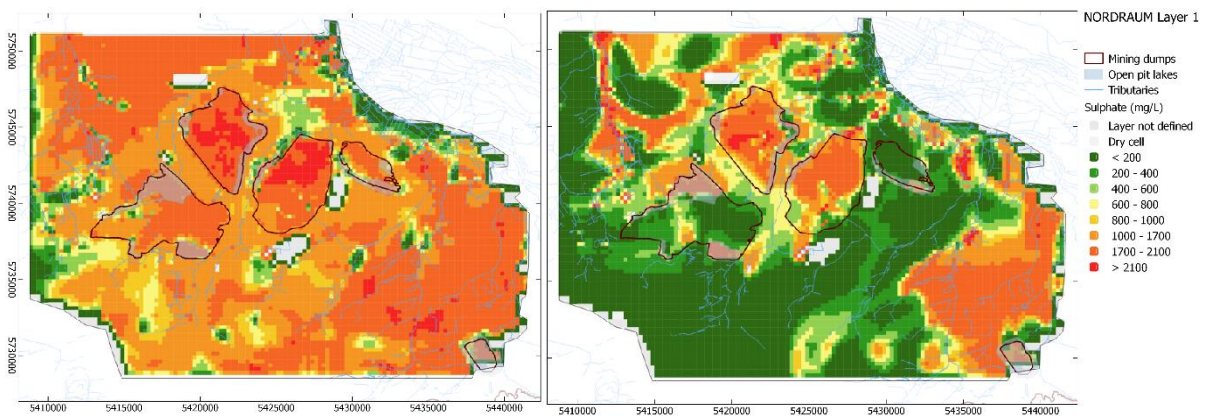 NORDRAUM Layer 1
Mining dumps
Open pit lakes
Tributaries
Sulphate (mg/L)
Layer not defined
Dry cell
< 200
200 - 400
400 - 600
600 - 800
800 - 1000
1000 - 1700
1700 - 2100
> 2100
5750000
5745000
5740000
5735000
5730000
5410000 5415000 5420000 5425000 5430000 5435000 5440000
5410000 5415000 5420000 5425000 5430000 5435000 5440000